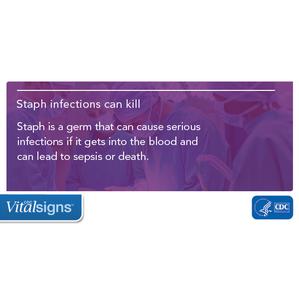 Staph infections can kill
Staph is a germ that can cause serious
infections if it gets into the blood and
can lead to sepsis or death.
CDC
Vitalsigns
CDC